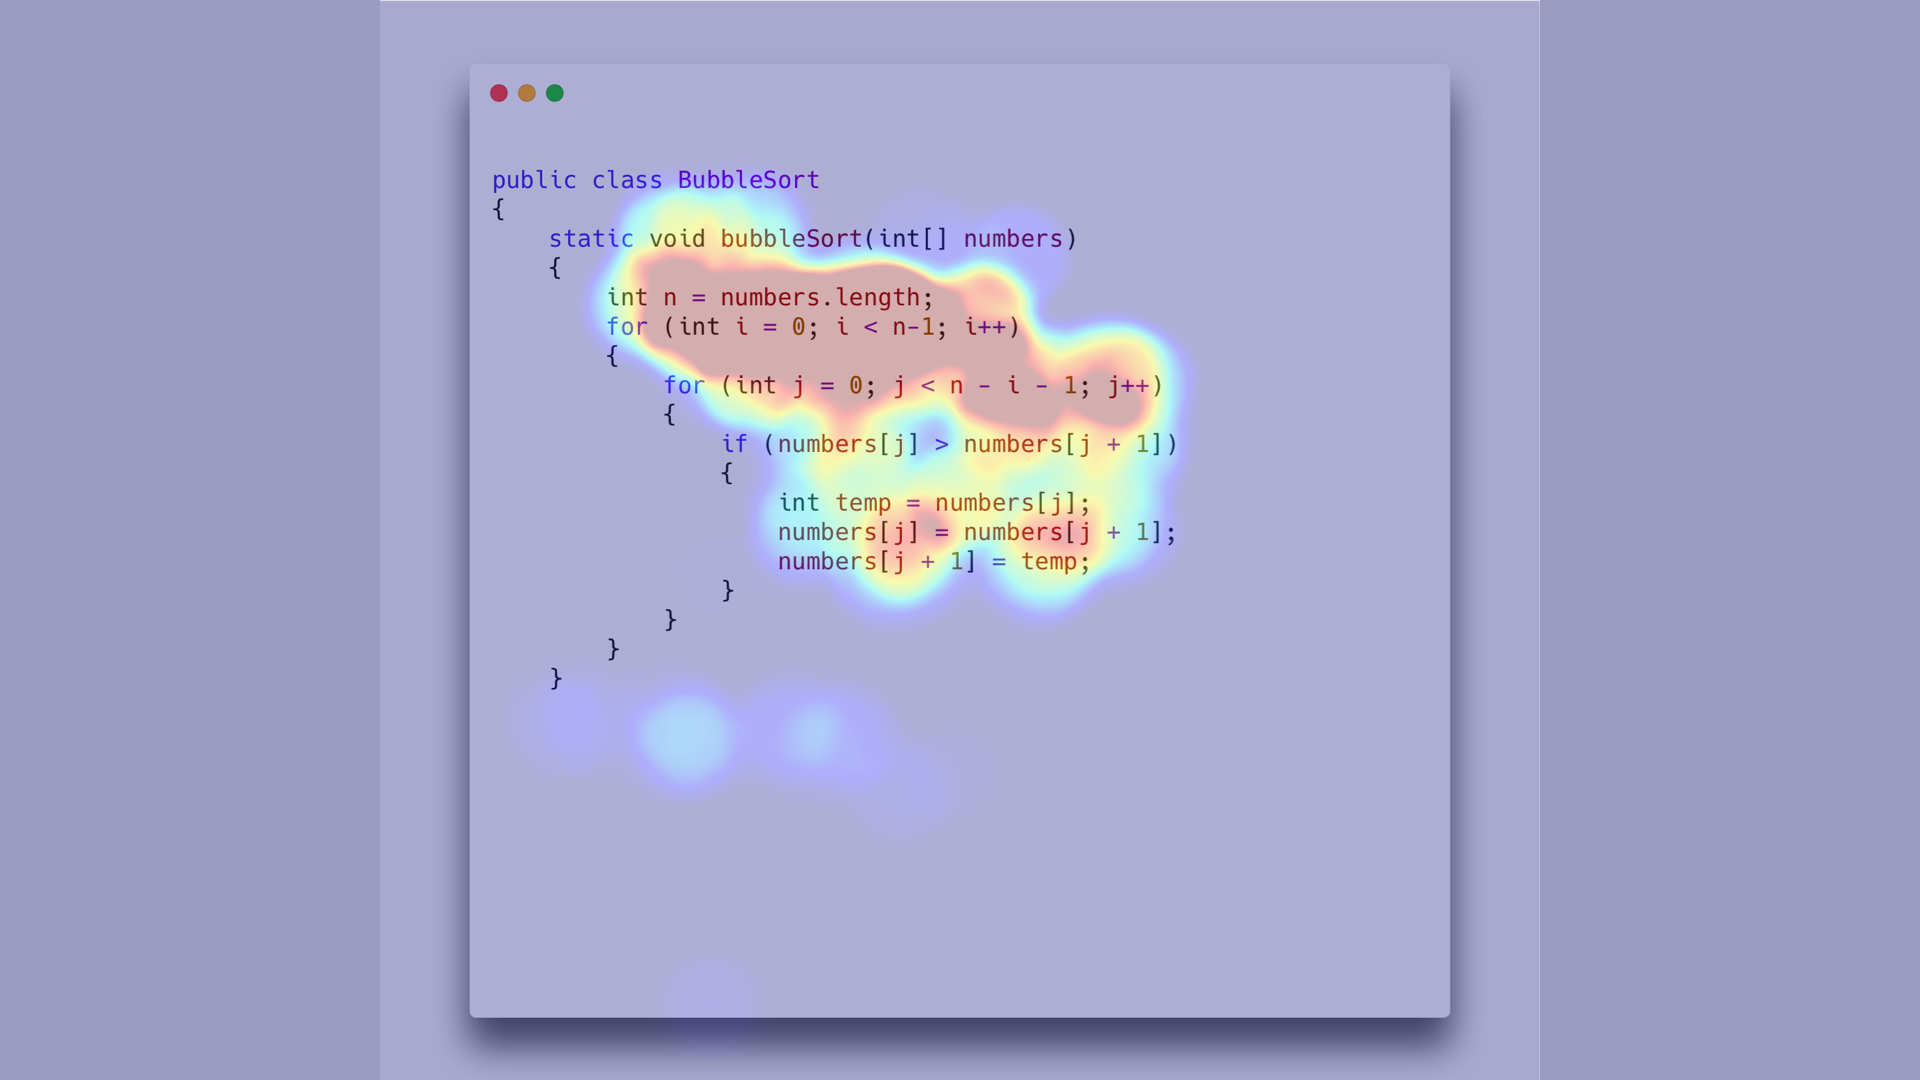 public class BubbleSort
{
    static void bubbleSort(int[] numbers)
    {
        int n = numbers.length;
        for (int i = 0; i < n-1; i++)
        {
            for (int j = 0; j < n - i - 1; j++)
            {
                if (numbers[j] > numbers[j + 1])
                {
                    int temp = numbers[j];
                    numbers[j] = numbers[j + 1];
                    numbers[j + 1] = temp;
                }
            }
        }
    }